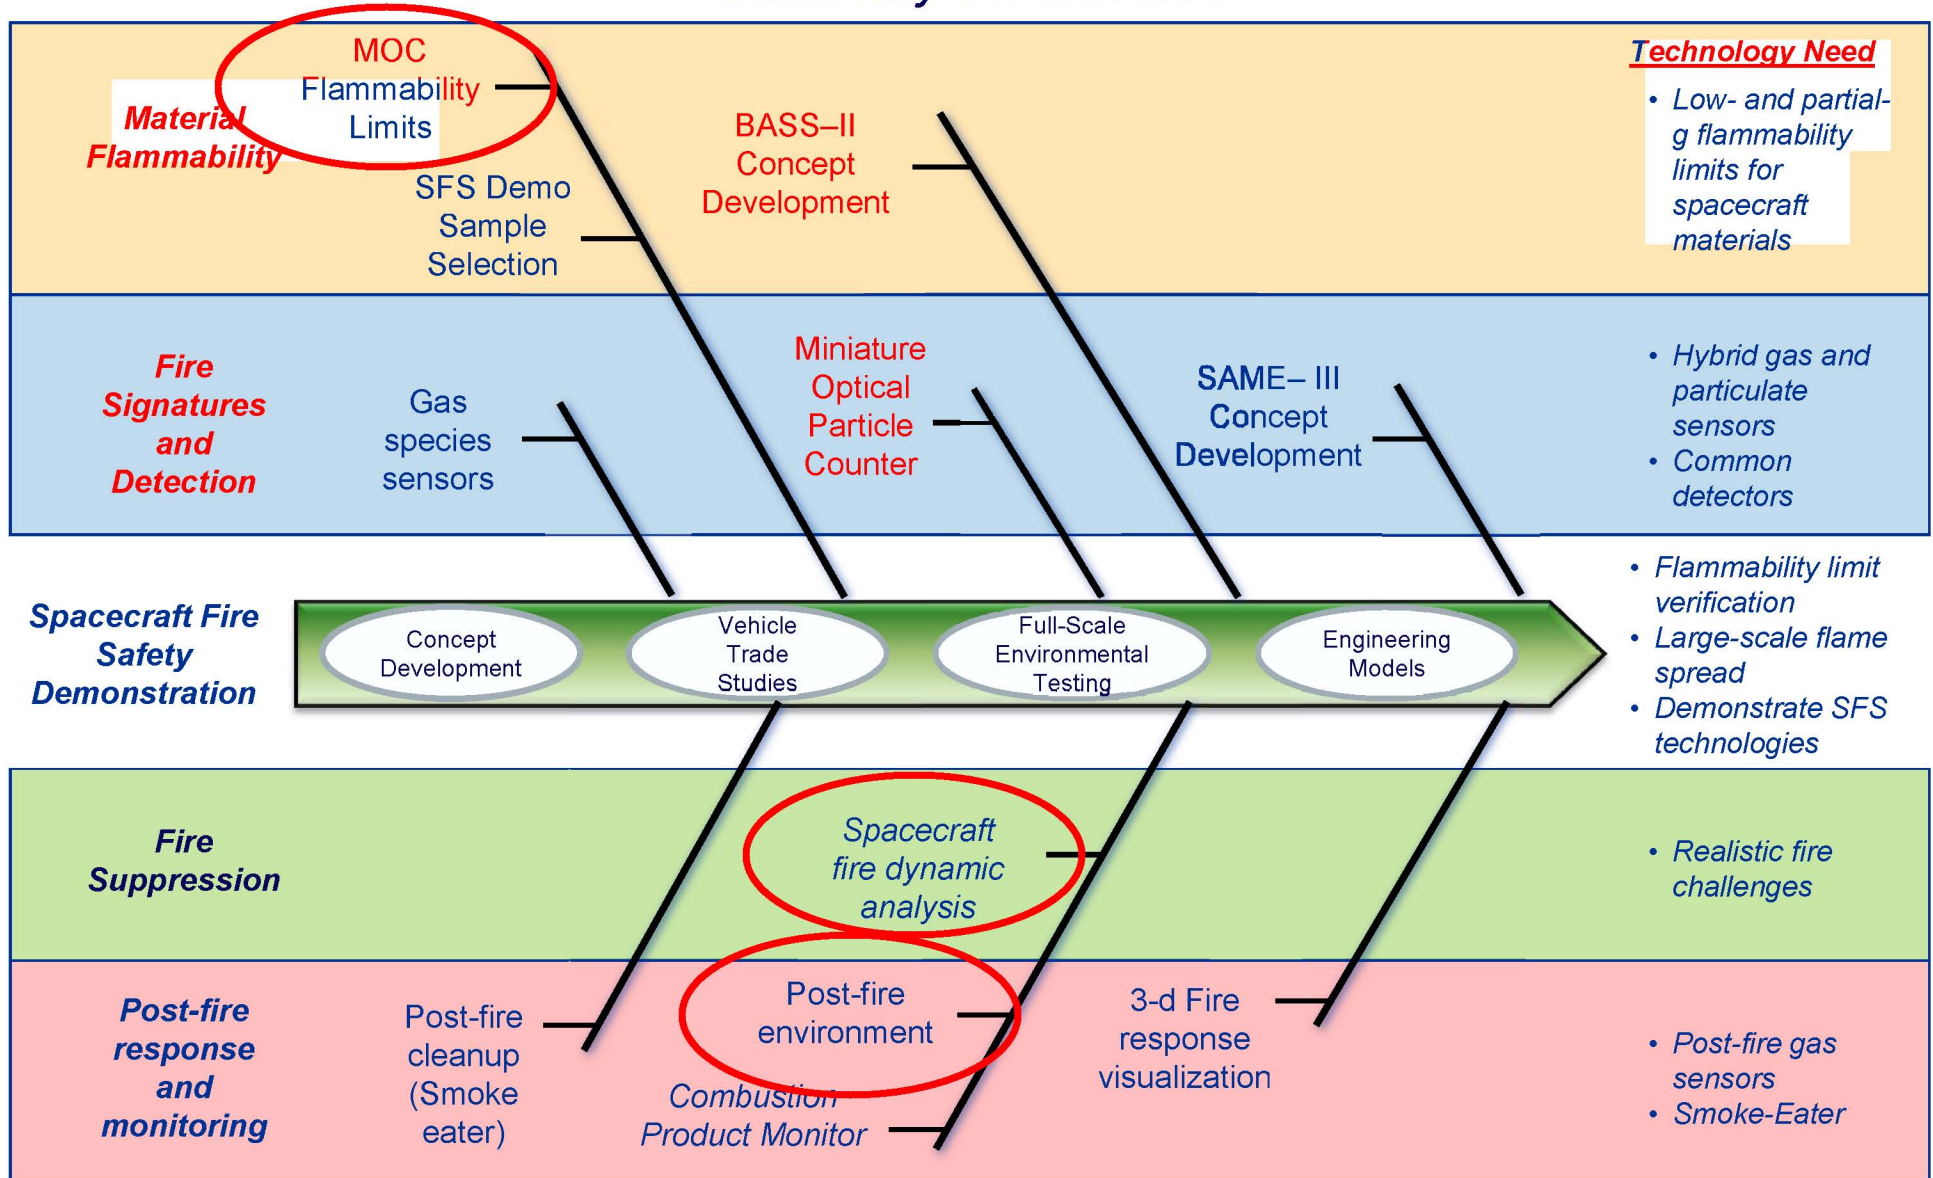 MOC
Flammability
Limits
Material
Flammability
SFS Demo
Sample
Selection
BASS–II
Concept
Development
Technology Need
• Low- and partial-
g flammability
limits for
spacecraft
materials
Fire
Signatures
and
Detection
Gas
species
sensors
Miniature
Optical
Particle
Counter
SAME– III
Concept
Development
• Hybrid gas and
particulate
sensors
• Common
detectors
Spacecraft Fire
Safety
Demonstration
Concept
Development
Vehicle
Trade
Studies
Full-Scale
Environmental
Testing
Engineering
Models
• Flammability limit
verification
• Large-scale flame
spread
• Demonstrate SFS
technologies
Fire
Suppression
Spacecraft
fire dynamic
analysis
• Realistic fire
challenges
Post-fire
response
and
monitoring
Post-fire
cleanup
(Smoke
eater)
Post-fire
environment
Combustion
Product Monitor
3-d Fire
response
visualization
• Post-fire gas
sensors
• Smoke-Eater